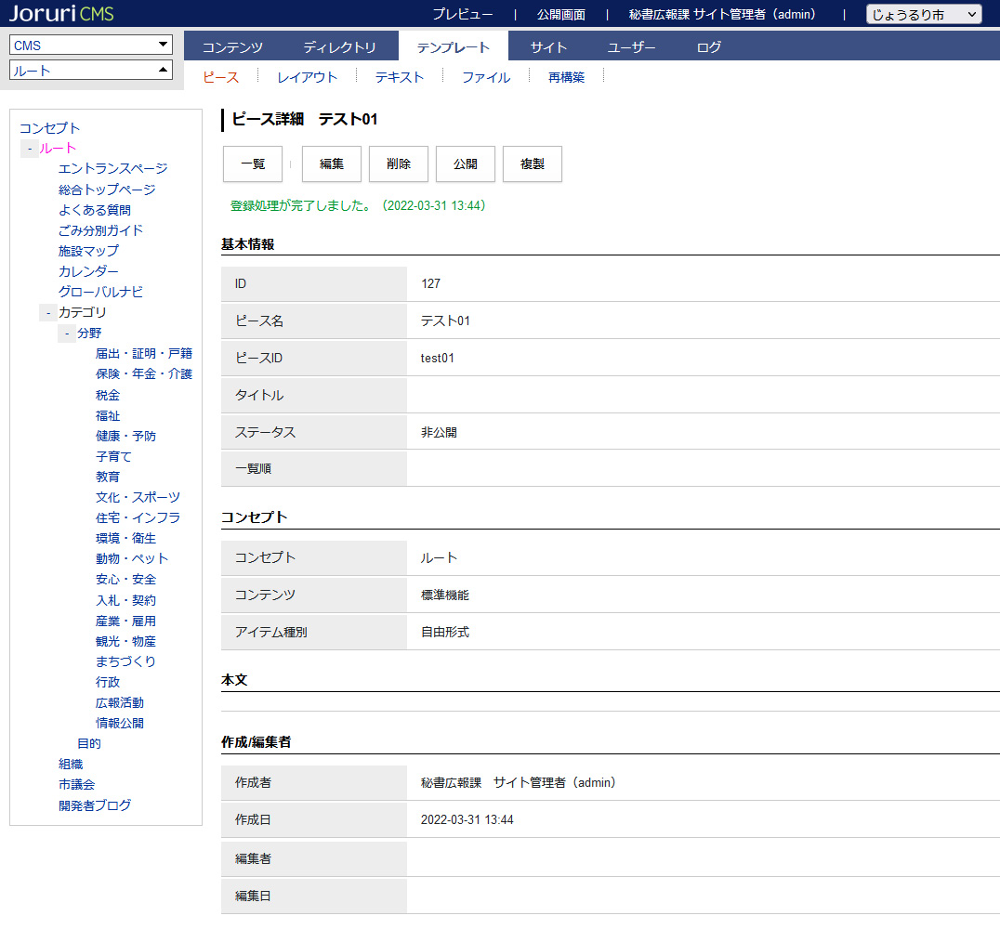 Joruri CMS
プレビュー | 公開画面 | 秘書広報課 サイト管理者（admin） | じょうるり市
CMS
ルート
コンテンツ ディレクトリ テンプレート サイト ユーザー ログ
ピース レイアウト テキスト ファイル 再構築
コンセプト
- ルート
エントランスページ
総合トップページ
よくある質問
ごみ分別ガイド
施設マップ
カレンダー
グローバルナビ
- カテゴリ
- 分野
届出・証明・戸籍
保険・年金・介護
税金
福祉
健康・予防
子育て
教育
文化・スポーツ
住宅・インフラ
環境・衛生
動物・ペット
安心・安全
入札・契約
産業・雇用
観光・物産
まちづくり
行政
広報活動
情報公開
目的
組織
市議会
開発者ブログ
ピース詳細　テスト01
一覧 編集 削除 公開 複製
登録処理が完了しました。（2022-03-31 13:44）
基本情報
ID 127
ピース名 テスト01
ピースID test01
タイトル
ステータス 非公開
一覧順
コンセプト
コンセプト ルート
コンテンツ 標準機能
アイテム種別 自由形式
本文
作成/編集者
作成者 秘書広報課　サイト管理者（admin）
作成日 2022-03-31 13:44
編集者
編集日